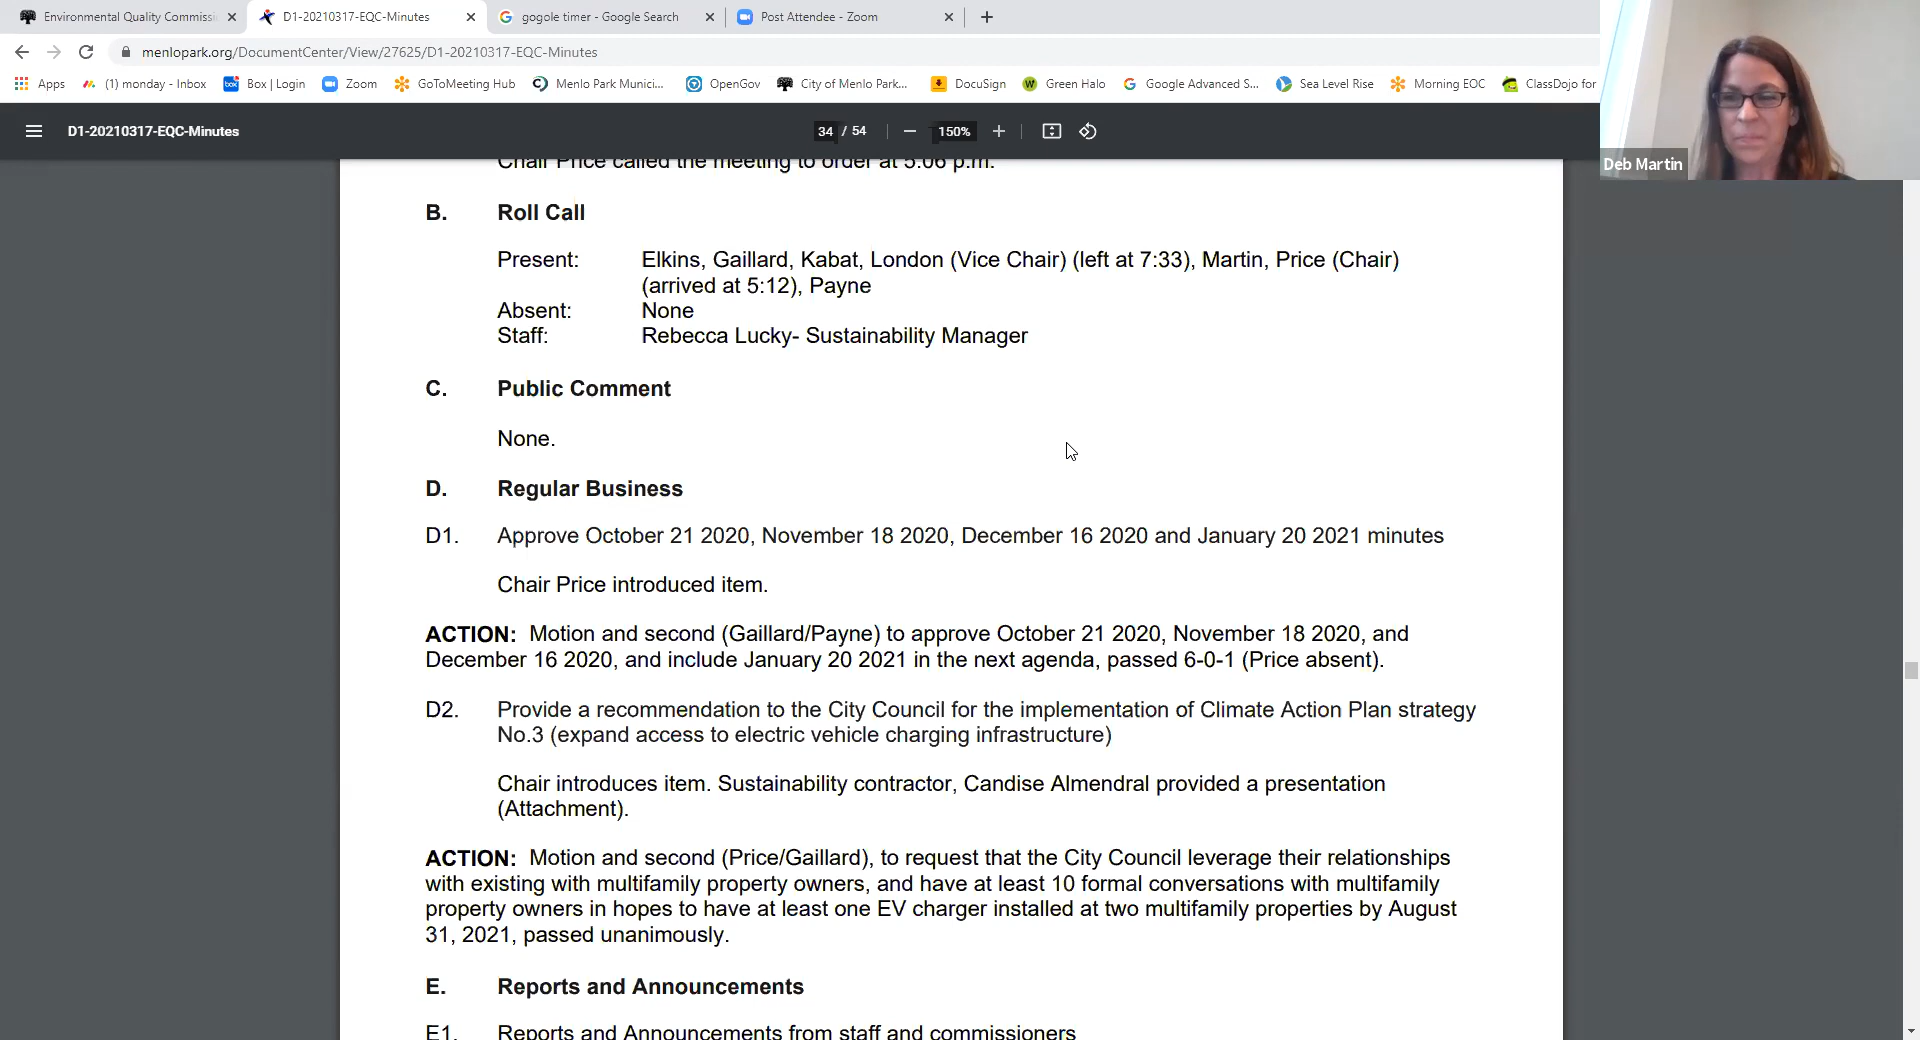 Environmental Quality Commissi
D1-20210317-EQC-Minutes
gogole timer - Google Search
Post Attendee - Zoom
menlopark.org/DocumentCenter/View/27625/D1-20210317-EQC-Minutes
Apps
(1) monday - Inbox
box
Box | Login
Zoom
GoToMeeting Hub
Menlo Park Munici...
OpenGov
City of Menlo Park...
DocuSign
Green Halo
Google Advanced S...
Sea Level Rise
Morning EOC
ClassDojo for
D1-20210317-EQC-Minutes
34 / 54
150%
Deb Martin
Chair Price called the meeting to order at 5:06 p.m.
B. Roll Call
Present: Elkins, Gaillard, Kabat, London (Vice Chair) (left at 7:33), Martin, Price (Chair)
(arrived at 5:12), Payne
Absent: None
Staff: Rebecca Lucky- Sustainability Manager
C. Public Comment
None.
D. Regular Business
D1. Approve October 21 2020, November 18 2020, December 16 2020 and January 20 2021 minutes
Chair Price introduced item.
ACTION: Motion and second (Gaillard/Payne) to approve October 21 2020, November 18 2020, and
December 16 2020, and include January 20 2021 in the next agenda, passed 6-0-1 (Price absent).
D2. Provide a recommendation to the City Council for the implementation of Climate Action Plan strategy
No.3 (expand access to electric vehicle charging infrastructure)
Chair introduces item. Sustainability contractor, Candise Almendral provided a presentation
(Attachment).
ACTION: Motion and second (Price/Gaillard), to request that the City Council leverage their relationships
with existing with multifamily property owners, and have at least 10 formal conversations with multifamily
property owners in hopes to have at least one EV charger installed at two multifamily properties by August
31, 2021, passed unanimously.
E. Reports and Announcements
E1. Reports and Announcements from staff and commissioners